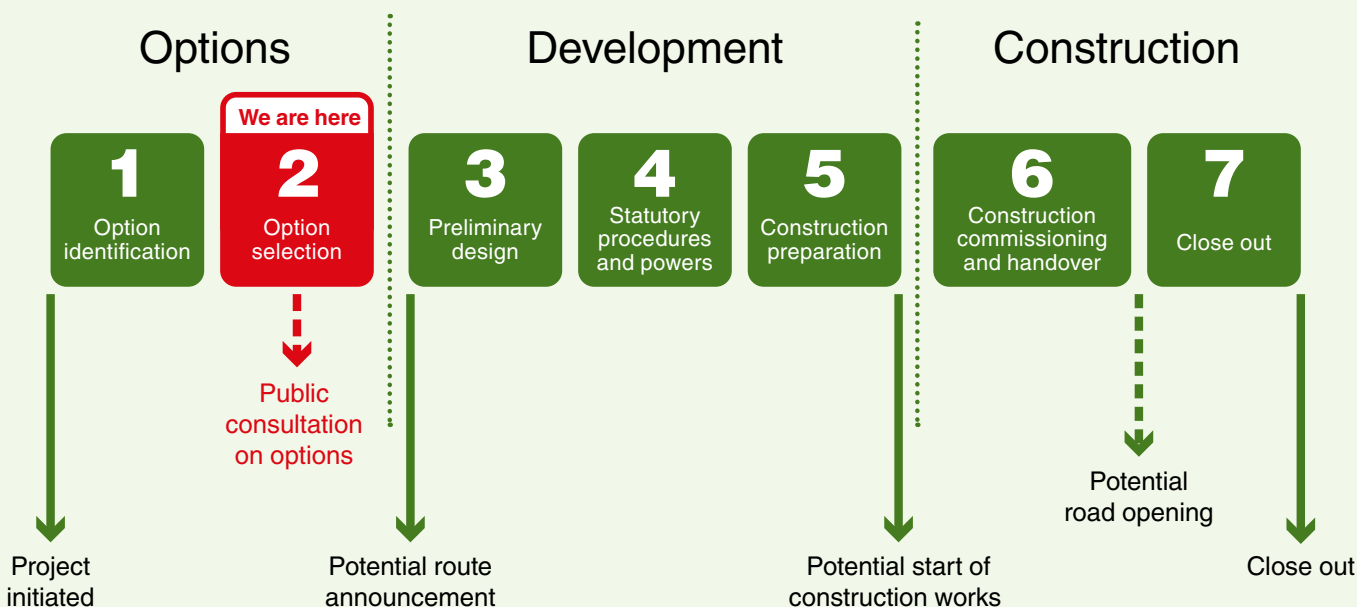 Options
Development
Construction
We are here
1
Option
identification
2
Option
selection
3
Preliminary
design
4
Statutory
procedures
and powers
5
Construction
preparation
6
Construction
commissioning
and handover
7
Close out
Public
consultation
on options
Potential
road opening
Project
initiated
Potential route
announcement
Potential start of
construction works
Close out